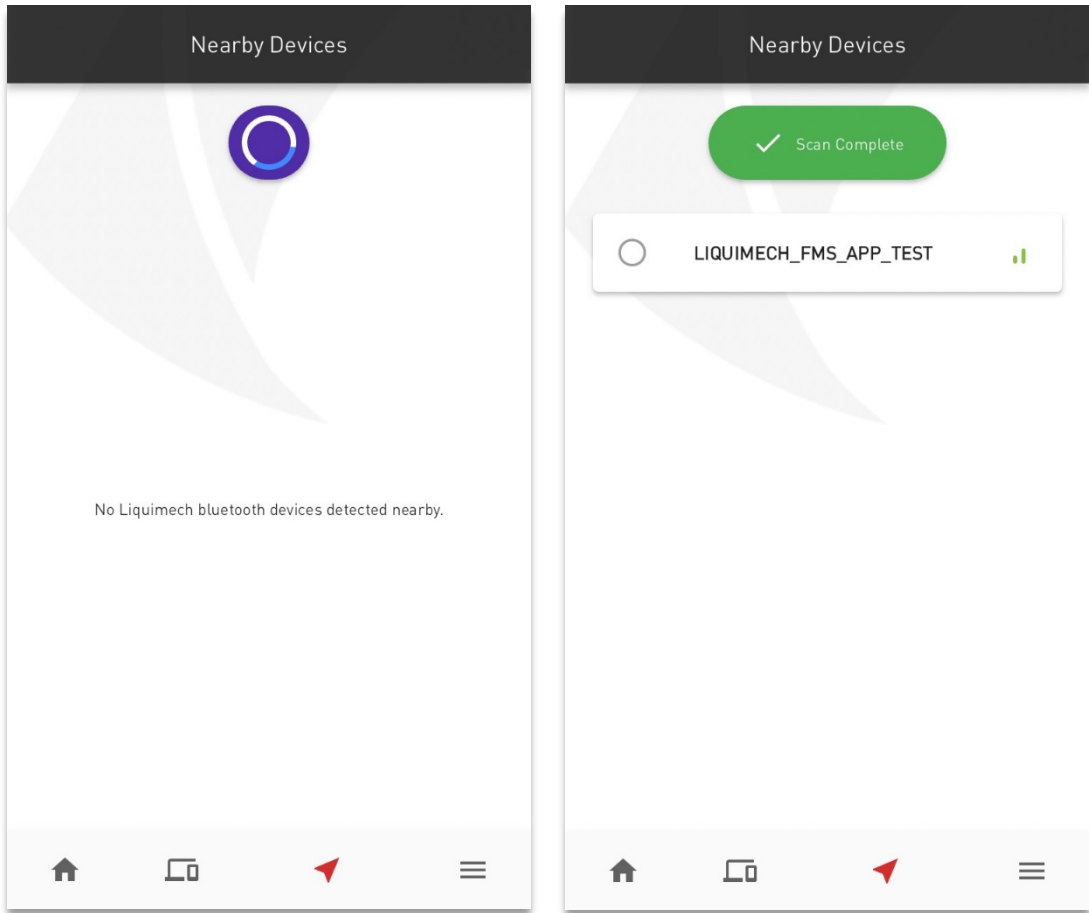 Nearby Devices
No Liquimech bluetooth devices detected nearby.
Nearby Devices
Scan Complete
LIQUIMECH_FMS_APP_TEST